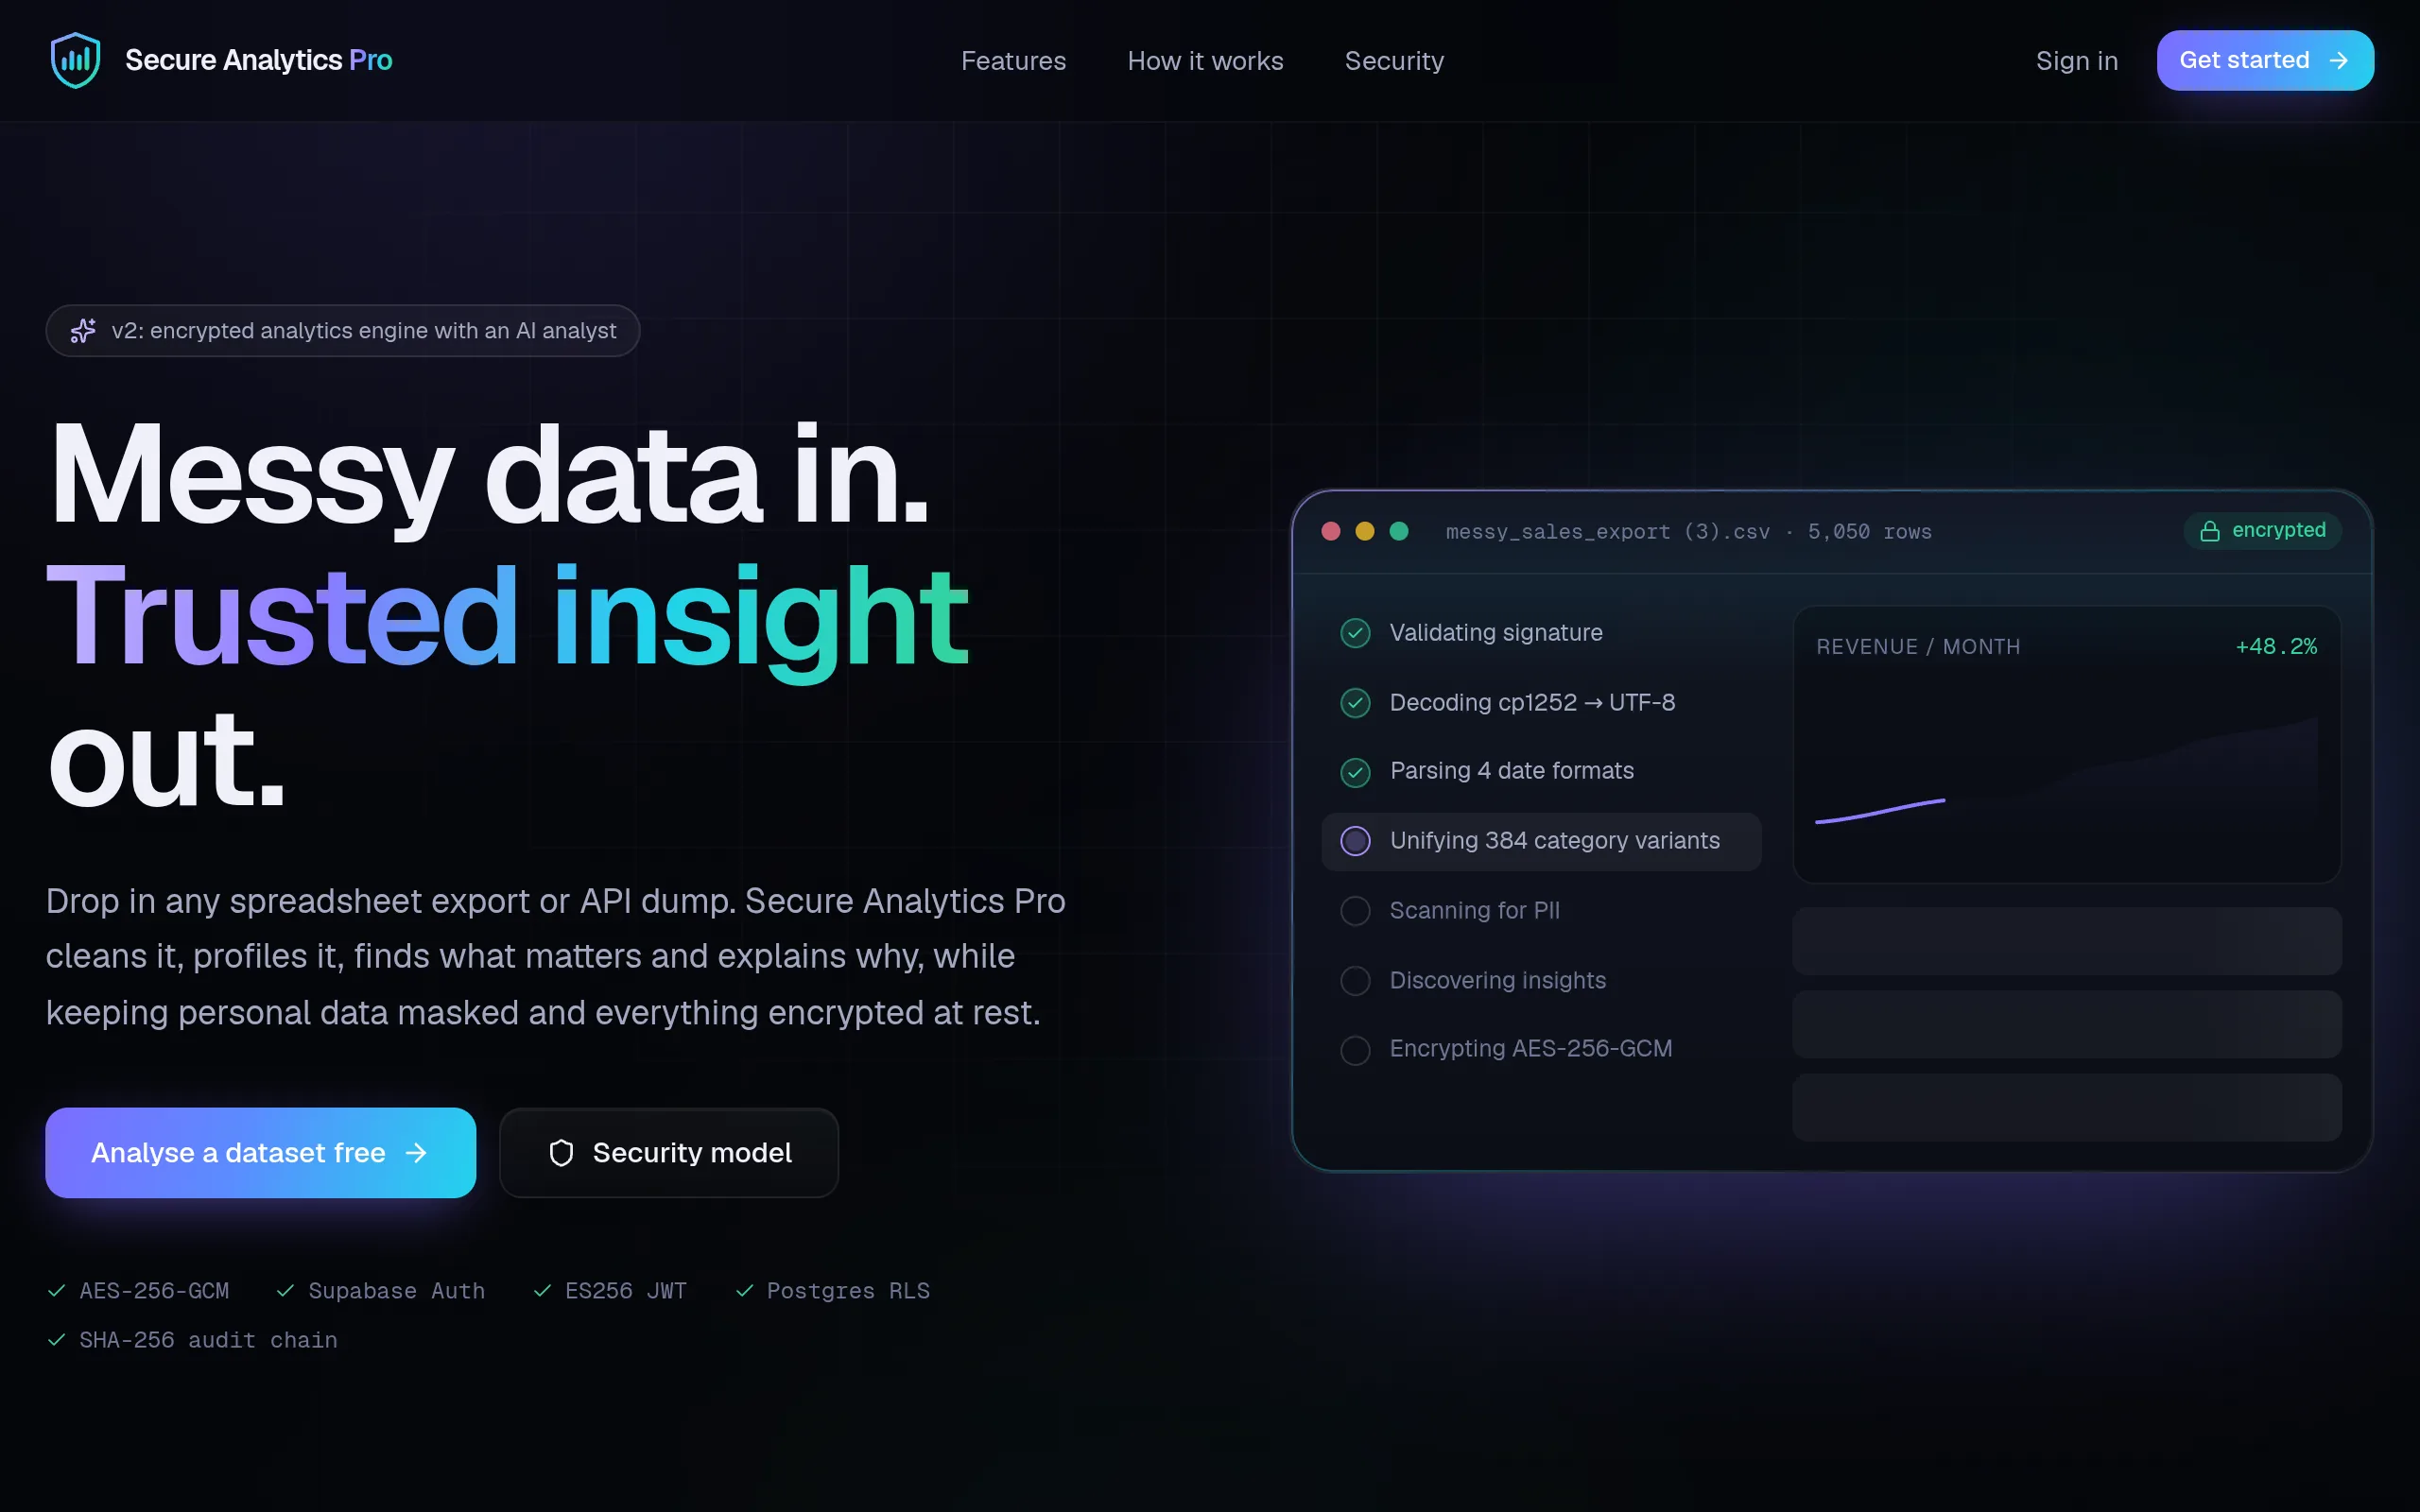 Secure Analytics Pro
Features
How it works
Security
Sign in
Get started
v2: encrypted analytics engine with an AI analyst
Messy data in.
Trusted insight
out.
Drop in any spreadsheet export or API dump. Secure Analytics Pro
cleans it, profiles it, finds what matters and explains why, while
keeping personal data masked and everything encrypted at rest.
Analyse a dataset free →
Security model
AES-256-GCM
Supabase Auth
ES256 JWT
Postgres RLS
SHA-256 audit chain
messy_sales_export (3).csv · 5,050 rows
encrypted
Validating signature
Decoding cp1252 → UTF-8
Parsing 4 date formats
Unifying 384 category variants
Scanning for PII
Discovering insights
Encrypting AES-256-GCM
REVENUE / MONTH
+48.2%